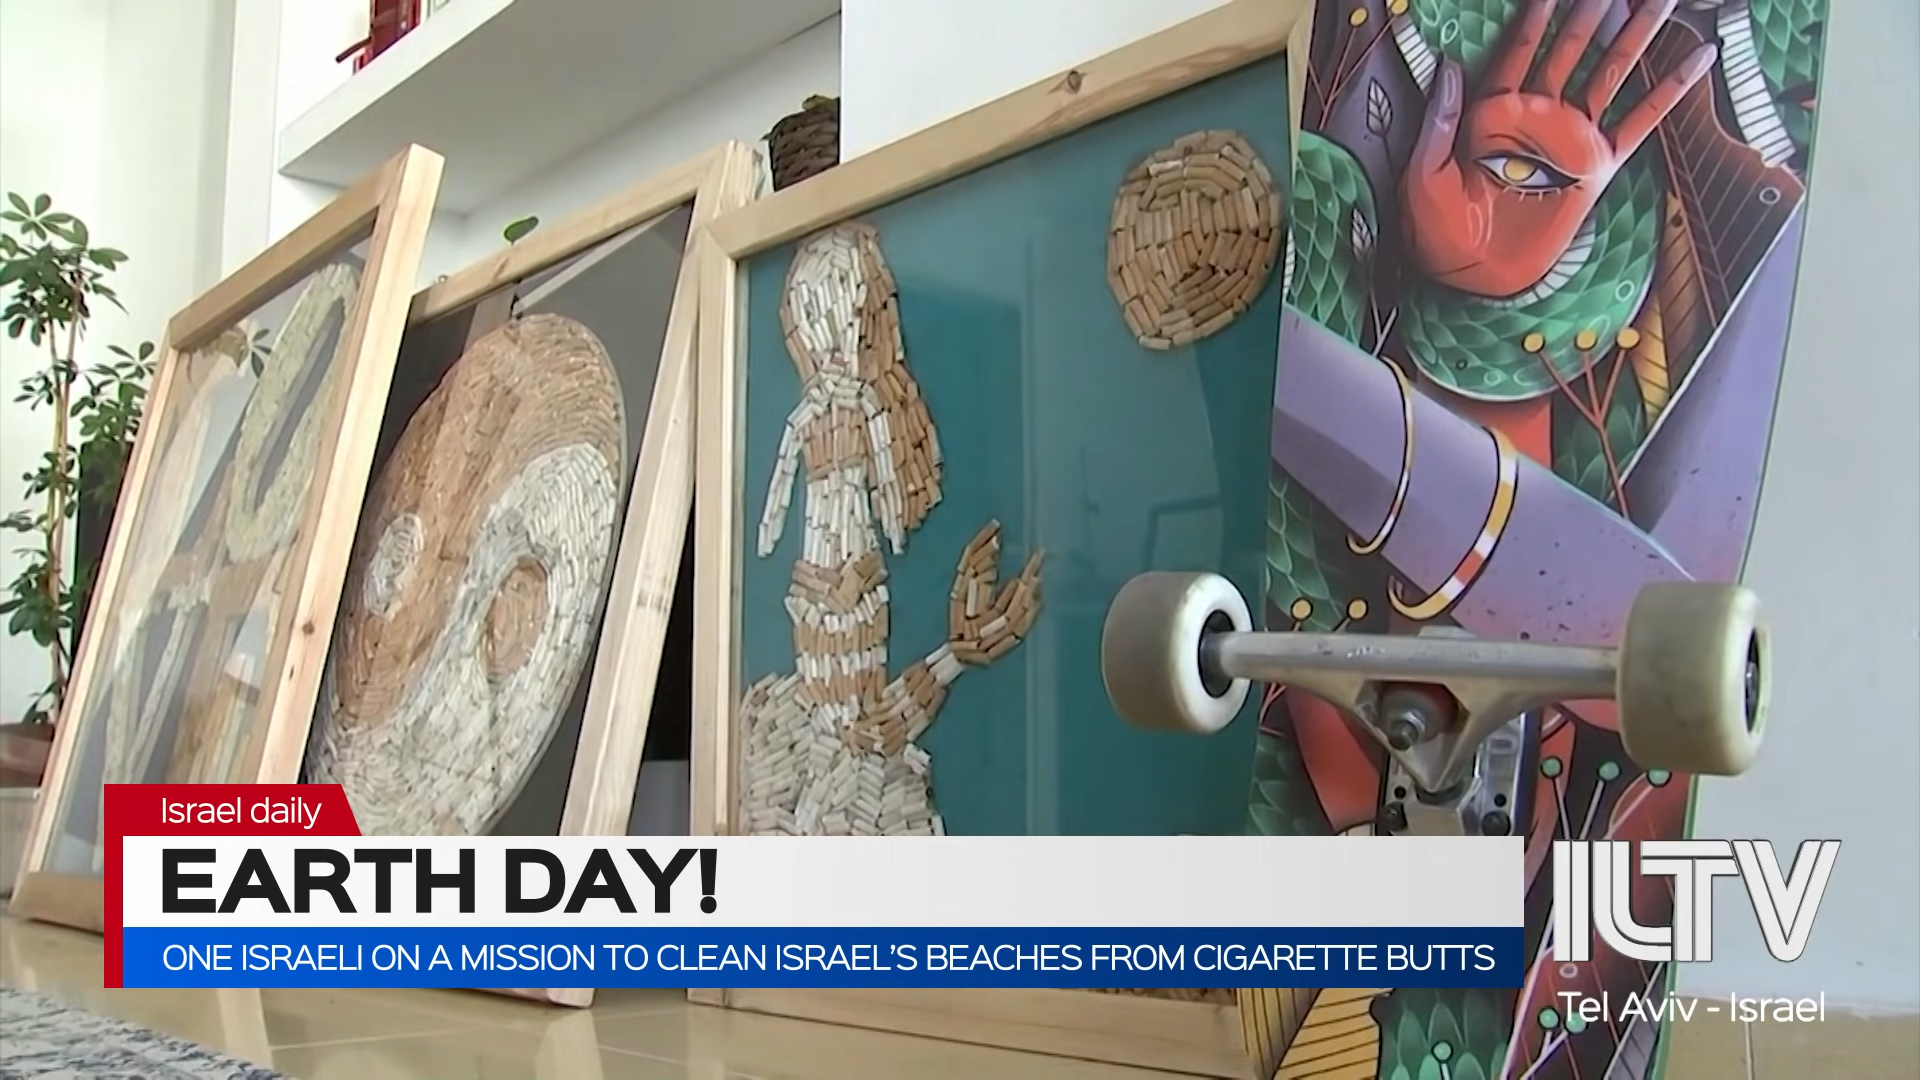 Israel daily
EARTH DAY!
ONE ISRAELI ON A MISSION TO CLEAN ISRAEL'S BEACHES FROM CIGARETTE BUTTS
ILTV
Tel Aviv - Israel